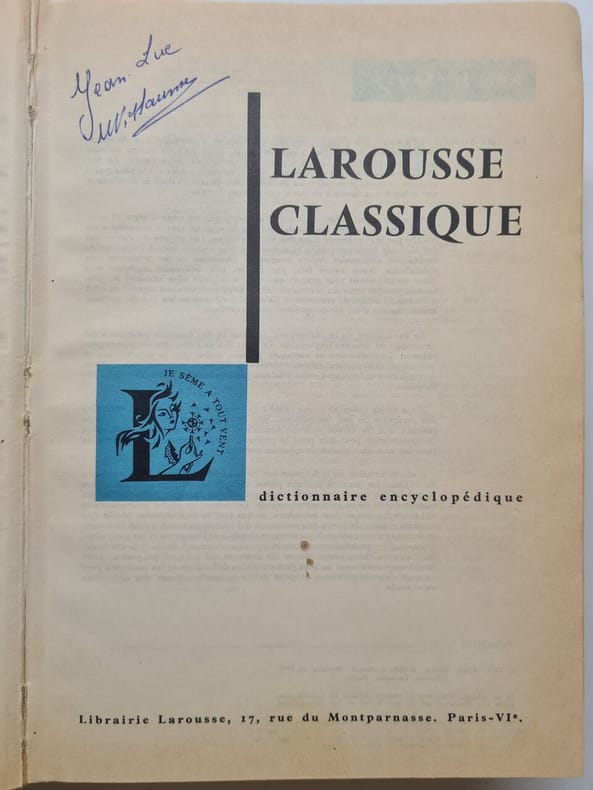 Jean-Luc
LAROUSSE
CLASSIQUE
JE SÈME A TOUT VENT
L
dictionnaire encyclopédique
Librairie Larousse, 17, rue du Montparnasse. Paris-VIe.